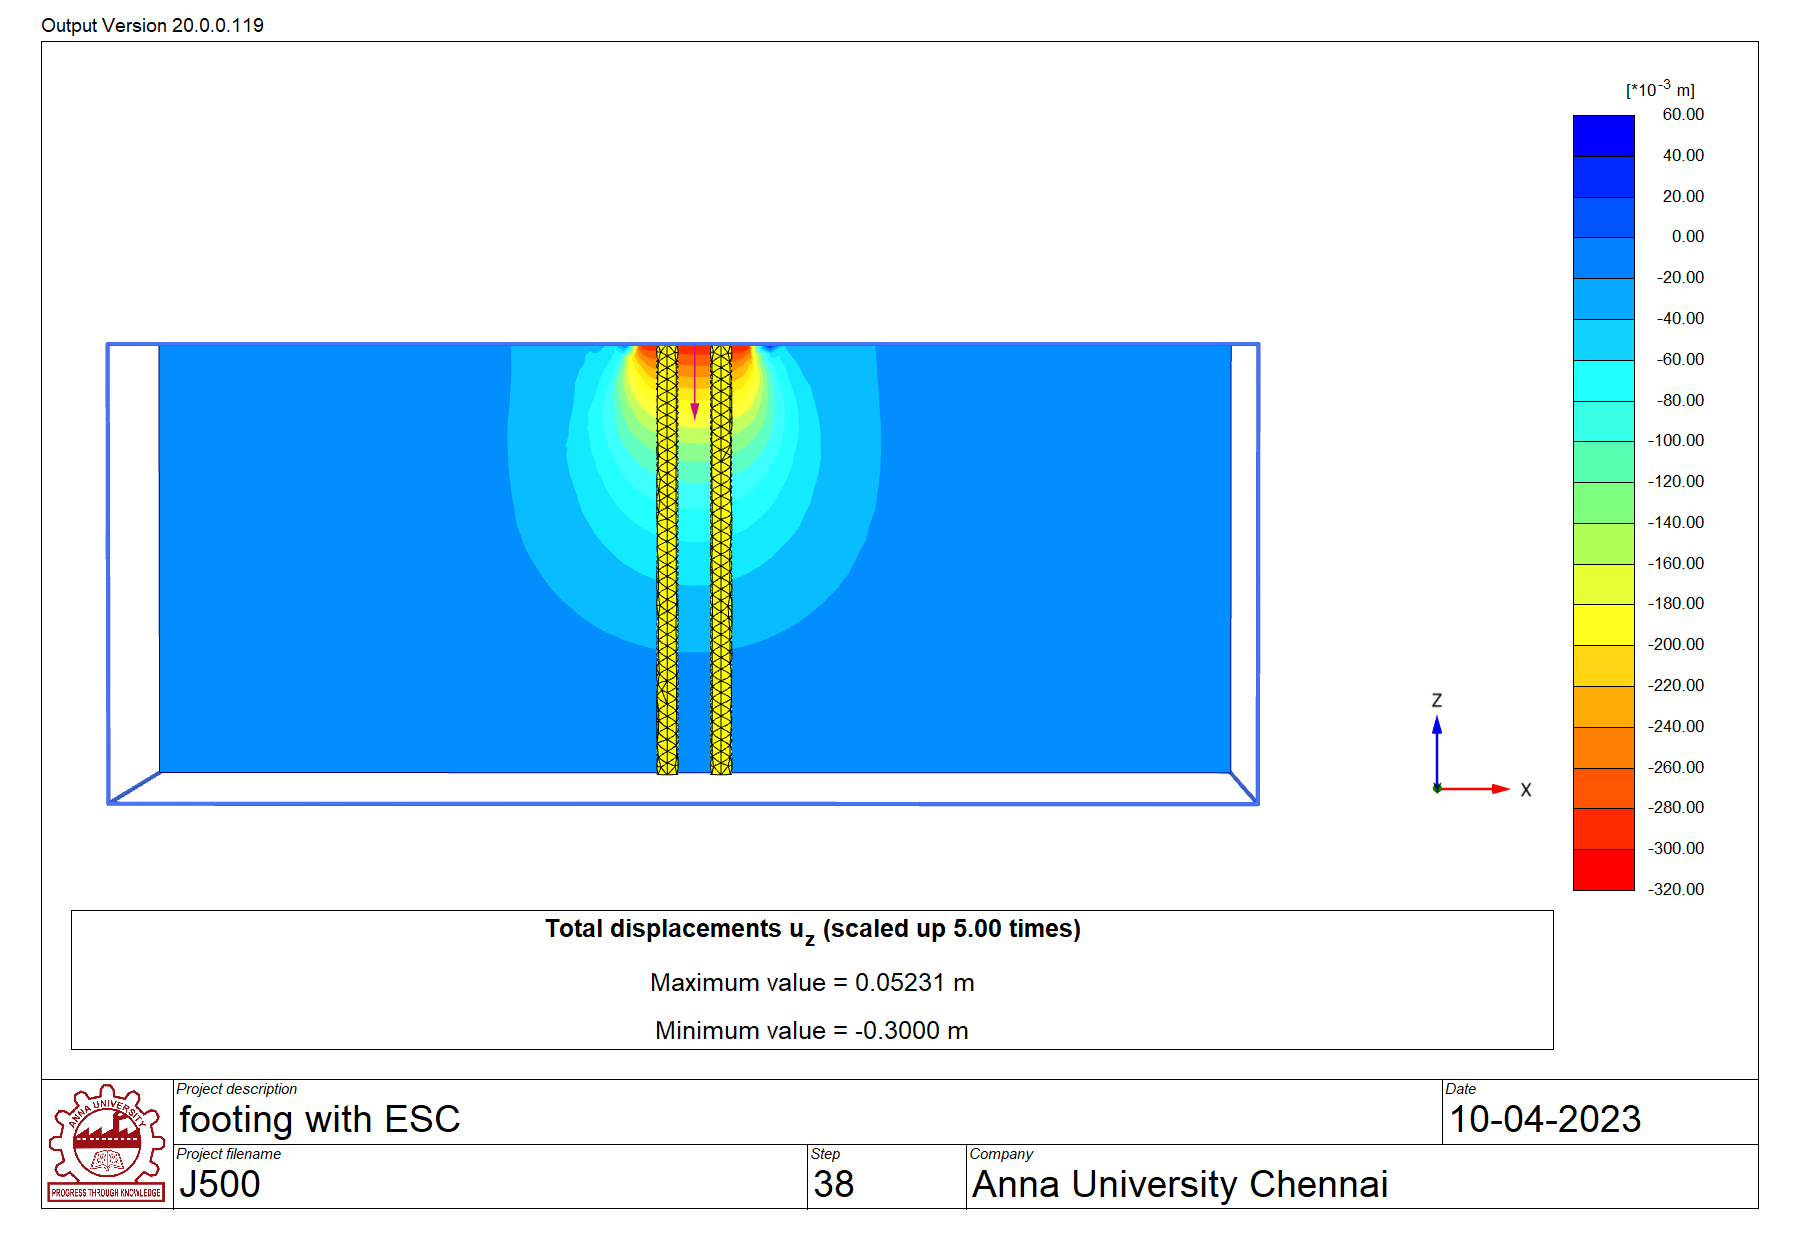 Output Version 20.0.0.119
[*10⁻³ m]
60.00
40.00
20.00
0.00
-20.00
-40.00
-60.00
-80.00
-100.00
-120.00
-140.00
-160.00
-180.00
-200.00
-220.00
-240.00
-260.00
-280.00
-300.00
-320.00
Z
X
Total displacements u_z (scaled up 5.00 times)
Maximum value = 0.05231 m
Minimum value = -0.3000 m
ANNA UNIVERSITY
PROGRESS THROUGH KNOWLEDGE
Project description
footing with ESC
Date
10-04-2023
Project filename
J500
Step
38
Company
Anna University Chennai